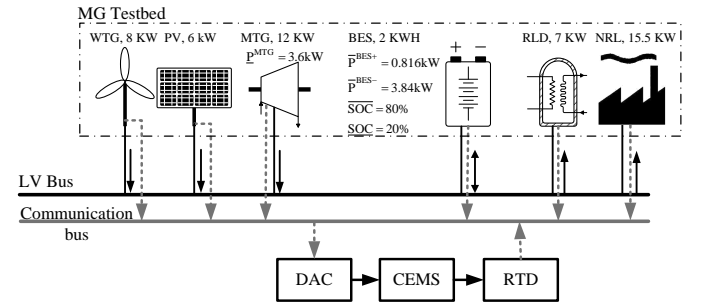 MG Testbed
WTG, 8 KW PV, 6 kW MTG, 12 KW BES, 2 KWH RLD, 7 KW NRL, 15.5 KW
P^MTG = 3.6kW
P^BES+ = 0.816kW
P^BES− = 3.84kW
SOC = 80%
SOC = 20%
+ −
LV Bus
Communication
bus
DAC CEMS RTD